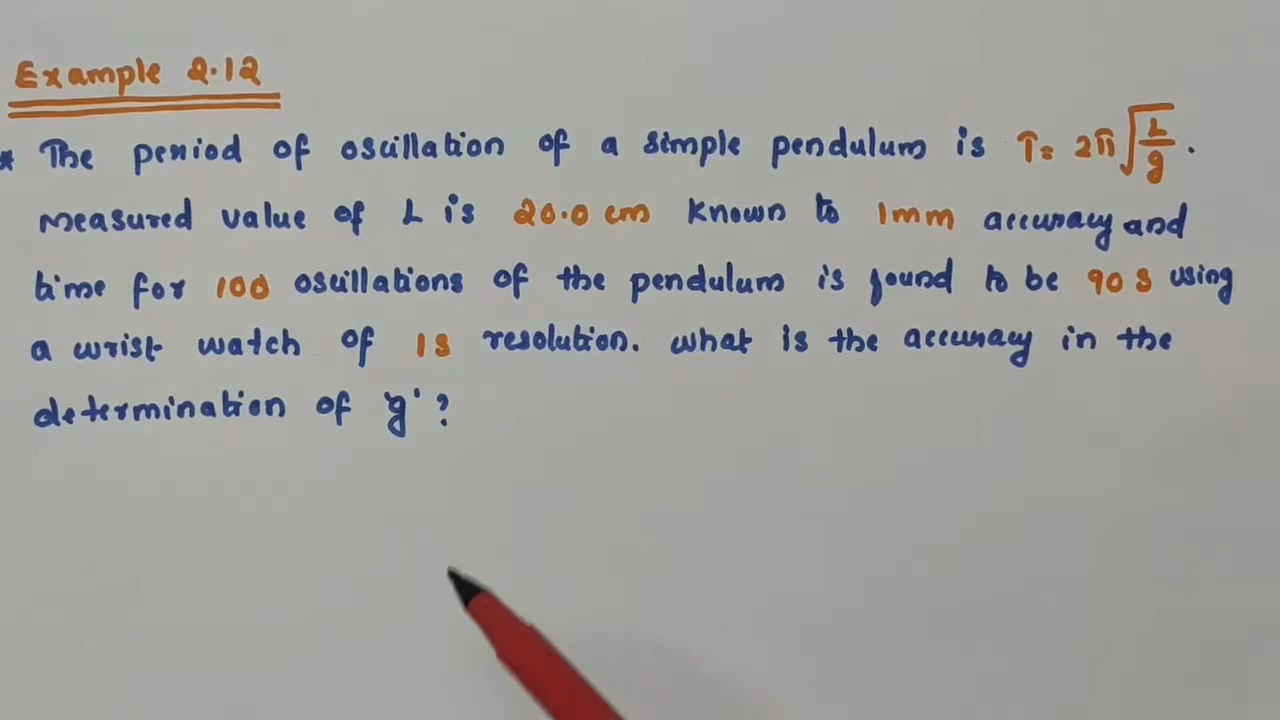 Example 2.12
* The period of oscillation of a simple pendulum is T = 2π√(L/g).
measured value of L is 20.0 cm known to 1mm accuracy and
time for 100 oscillations of the pendulum is found to be 90 s using
a wrist watch of 1s resolution. what is the accuracy in the
determination of 'g'?